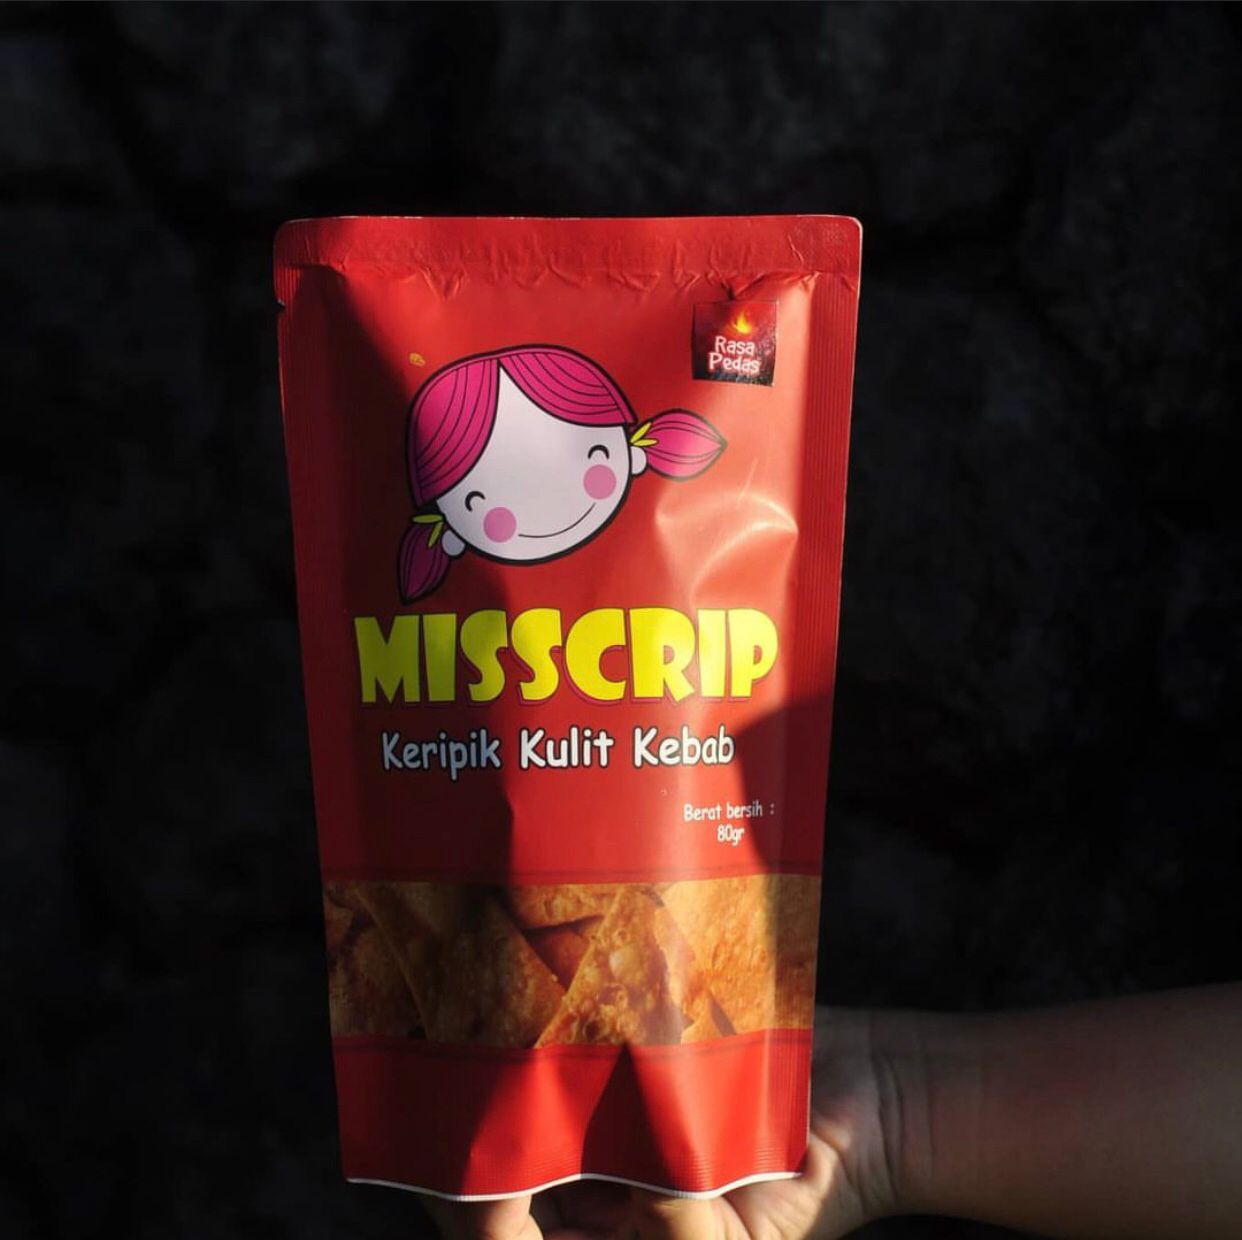 Rasa
Pedas
MISSCRIP
Keripik Kulit Kebab
Berat bersih :
80gr